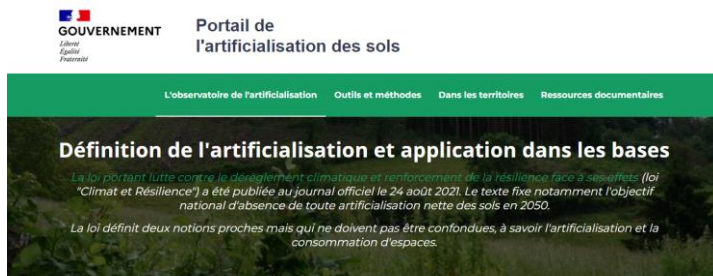 GOUVERNEMENT
Liberté
Égalité
Fraternité
Portail de
l'artificialisation des sols
L'observatoire de l'artificialisation Outils et méthodes Dans les territoires Ressources documentaires
Définition de l'artificialisation et application dans les bases
La loi portant lutte contre le dérèglement climatique et renforcement de la résilience face à ses effets (loi
"Climat et Résilience") a été publiée au journal officiel le 24 août 2021. Le texte fixe notamment l'objectif
national d'absence de toute artificialisation nette des sols en 2050.
La loi définit deux notions proches mais qui ne doivent pas être confondues, à savoir l'artificialisation et la
consommation d'espaces.